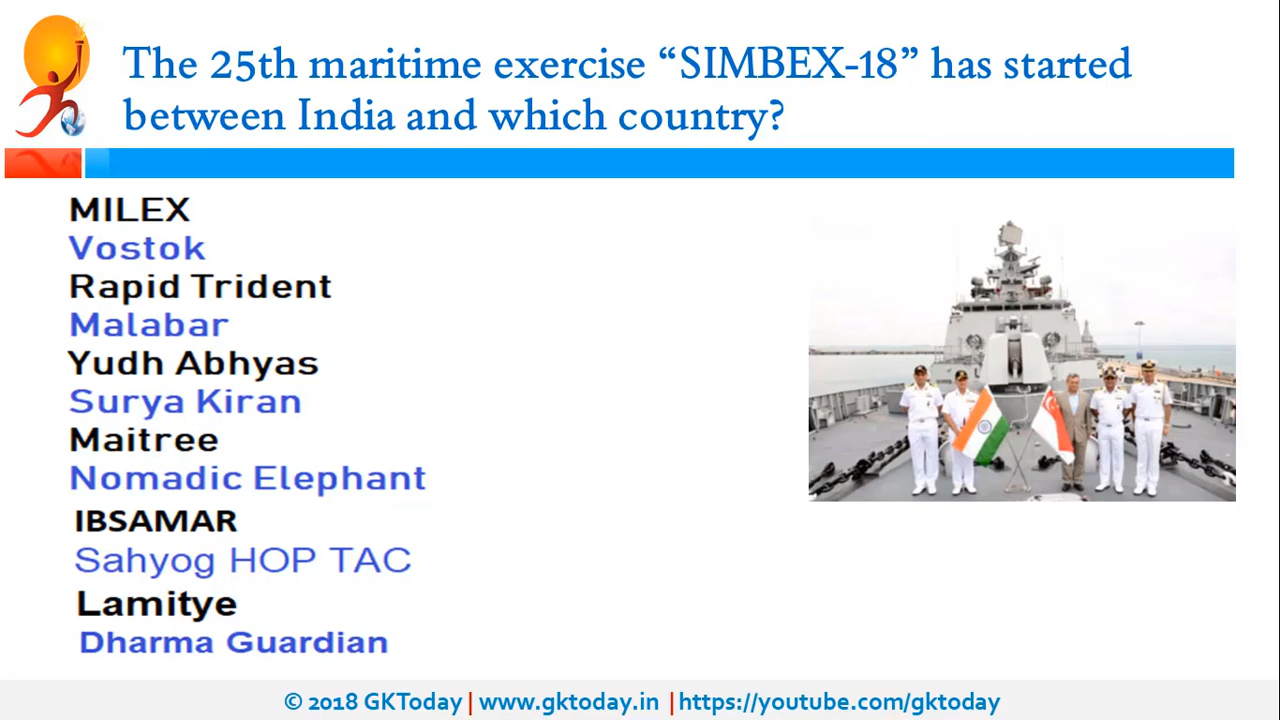 The 25th maritime exercise “SIMBEX-18” has started
between India and which country?
MILEX
Vostok
Rapid Trident
Malabar
Yudh Abhyas
Surya Kiran
Maitree
Nomadic Elephant
IBSAMAR
Sahyog HOP TAC
Lamitye
Dharma Guardian
© 2018 GKToday | www.gktoday.in | https://youtube.com/gktoday